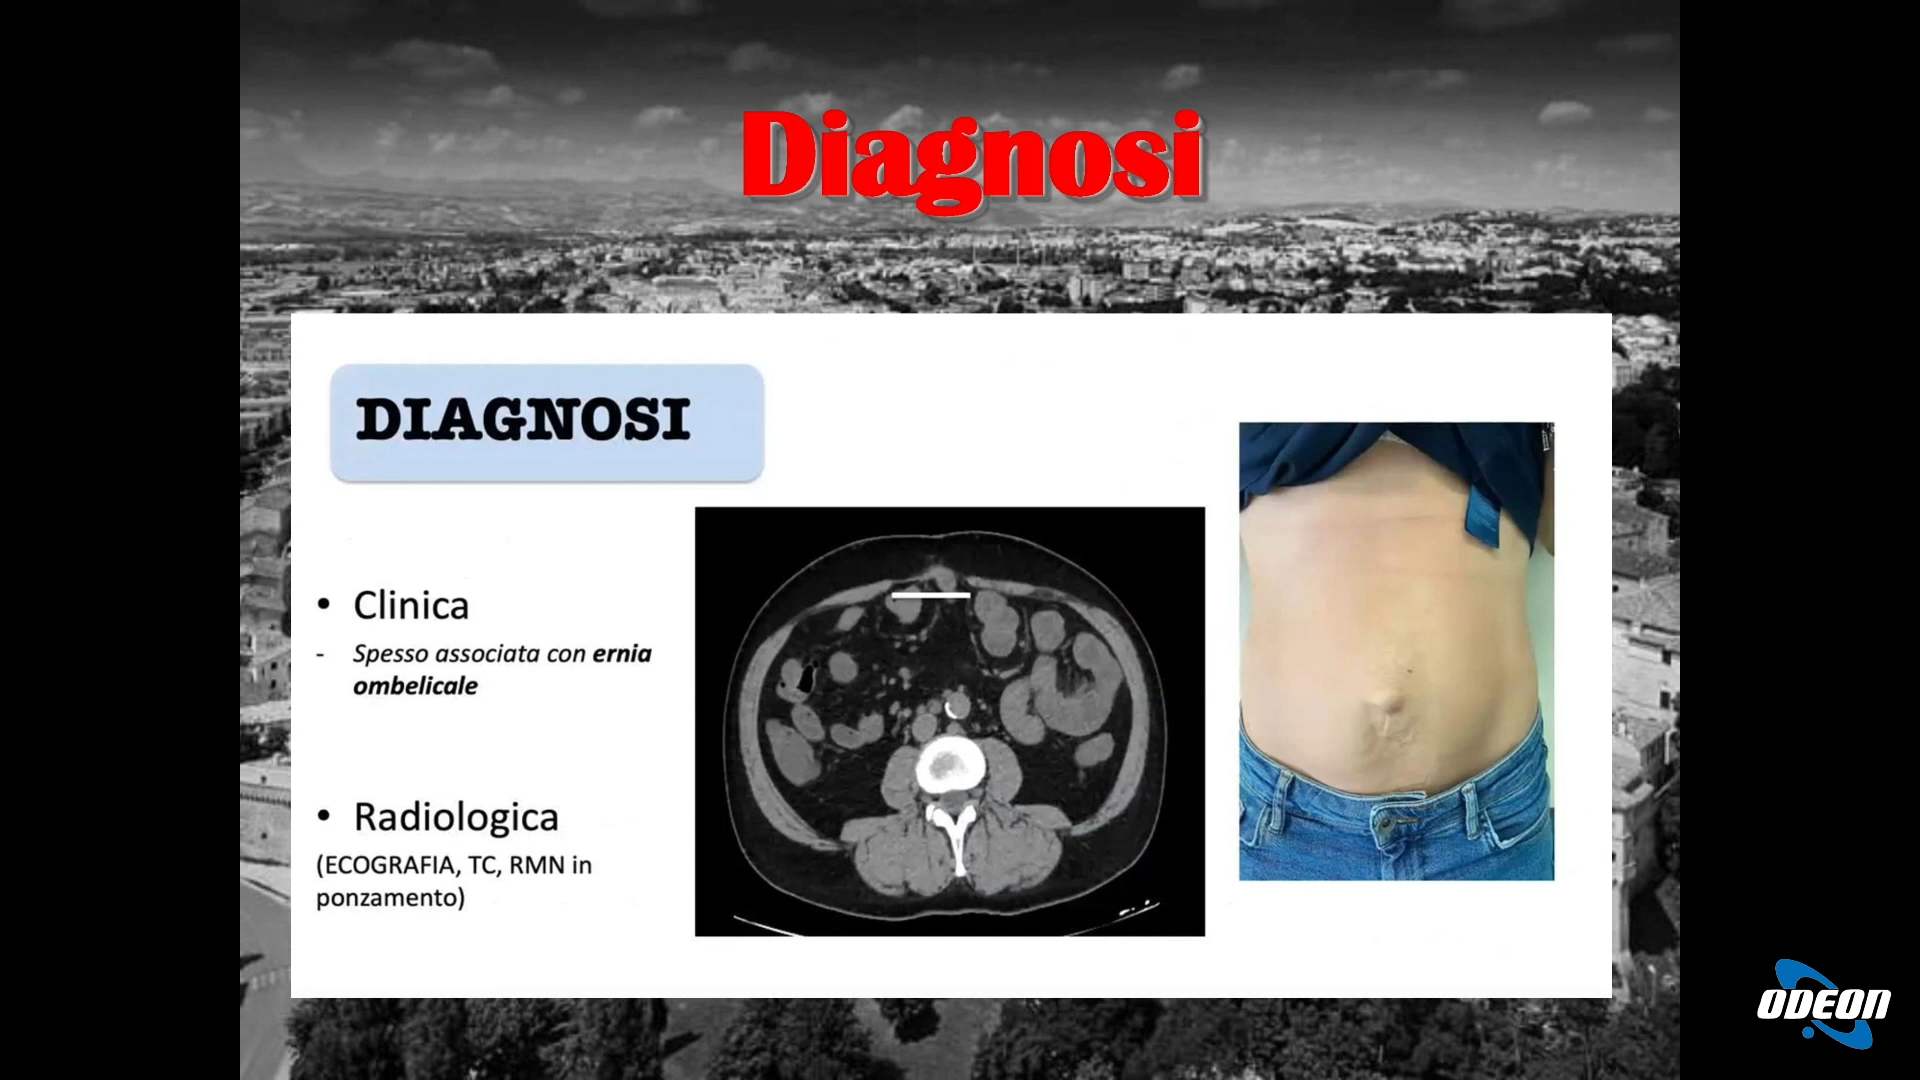 Diagnosi
DIAGNOSI
• Clinica
- Spesso associata con ernia
ombelicale
• Radiologica
(ECOGRAFIA, TC, RMN in
ponzamento)
ODEON